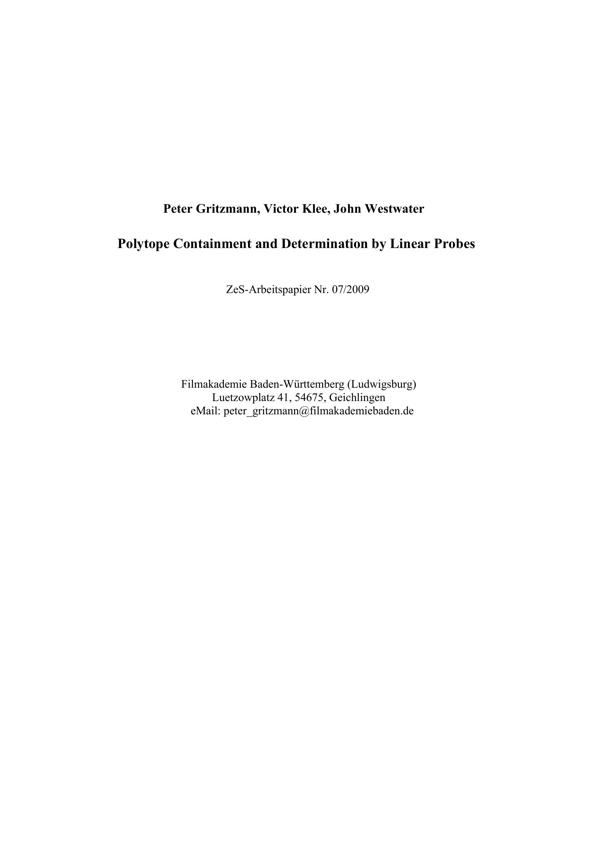 Peter Gritzmann, Victor Klee, John Westwater
Polytope Containment and Determination by Linear Probes
ZeS-Arbeitspapier Nr. 07/2009
Filmakademie Baden-Württemberg (Ludwigsburg)
Luetzowplatz 41, 54675, Geichlingen
eMail: peter_gritzmann@filmakademiebaden.de